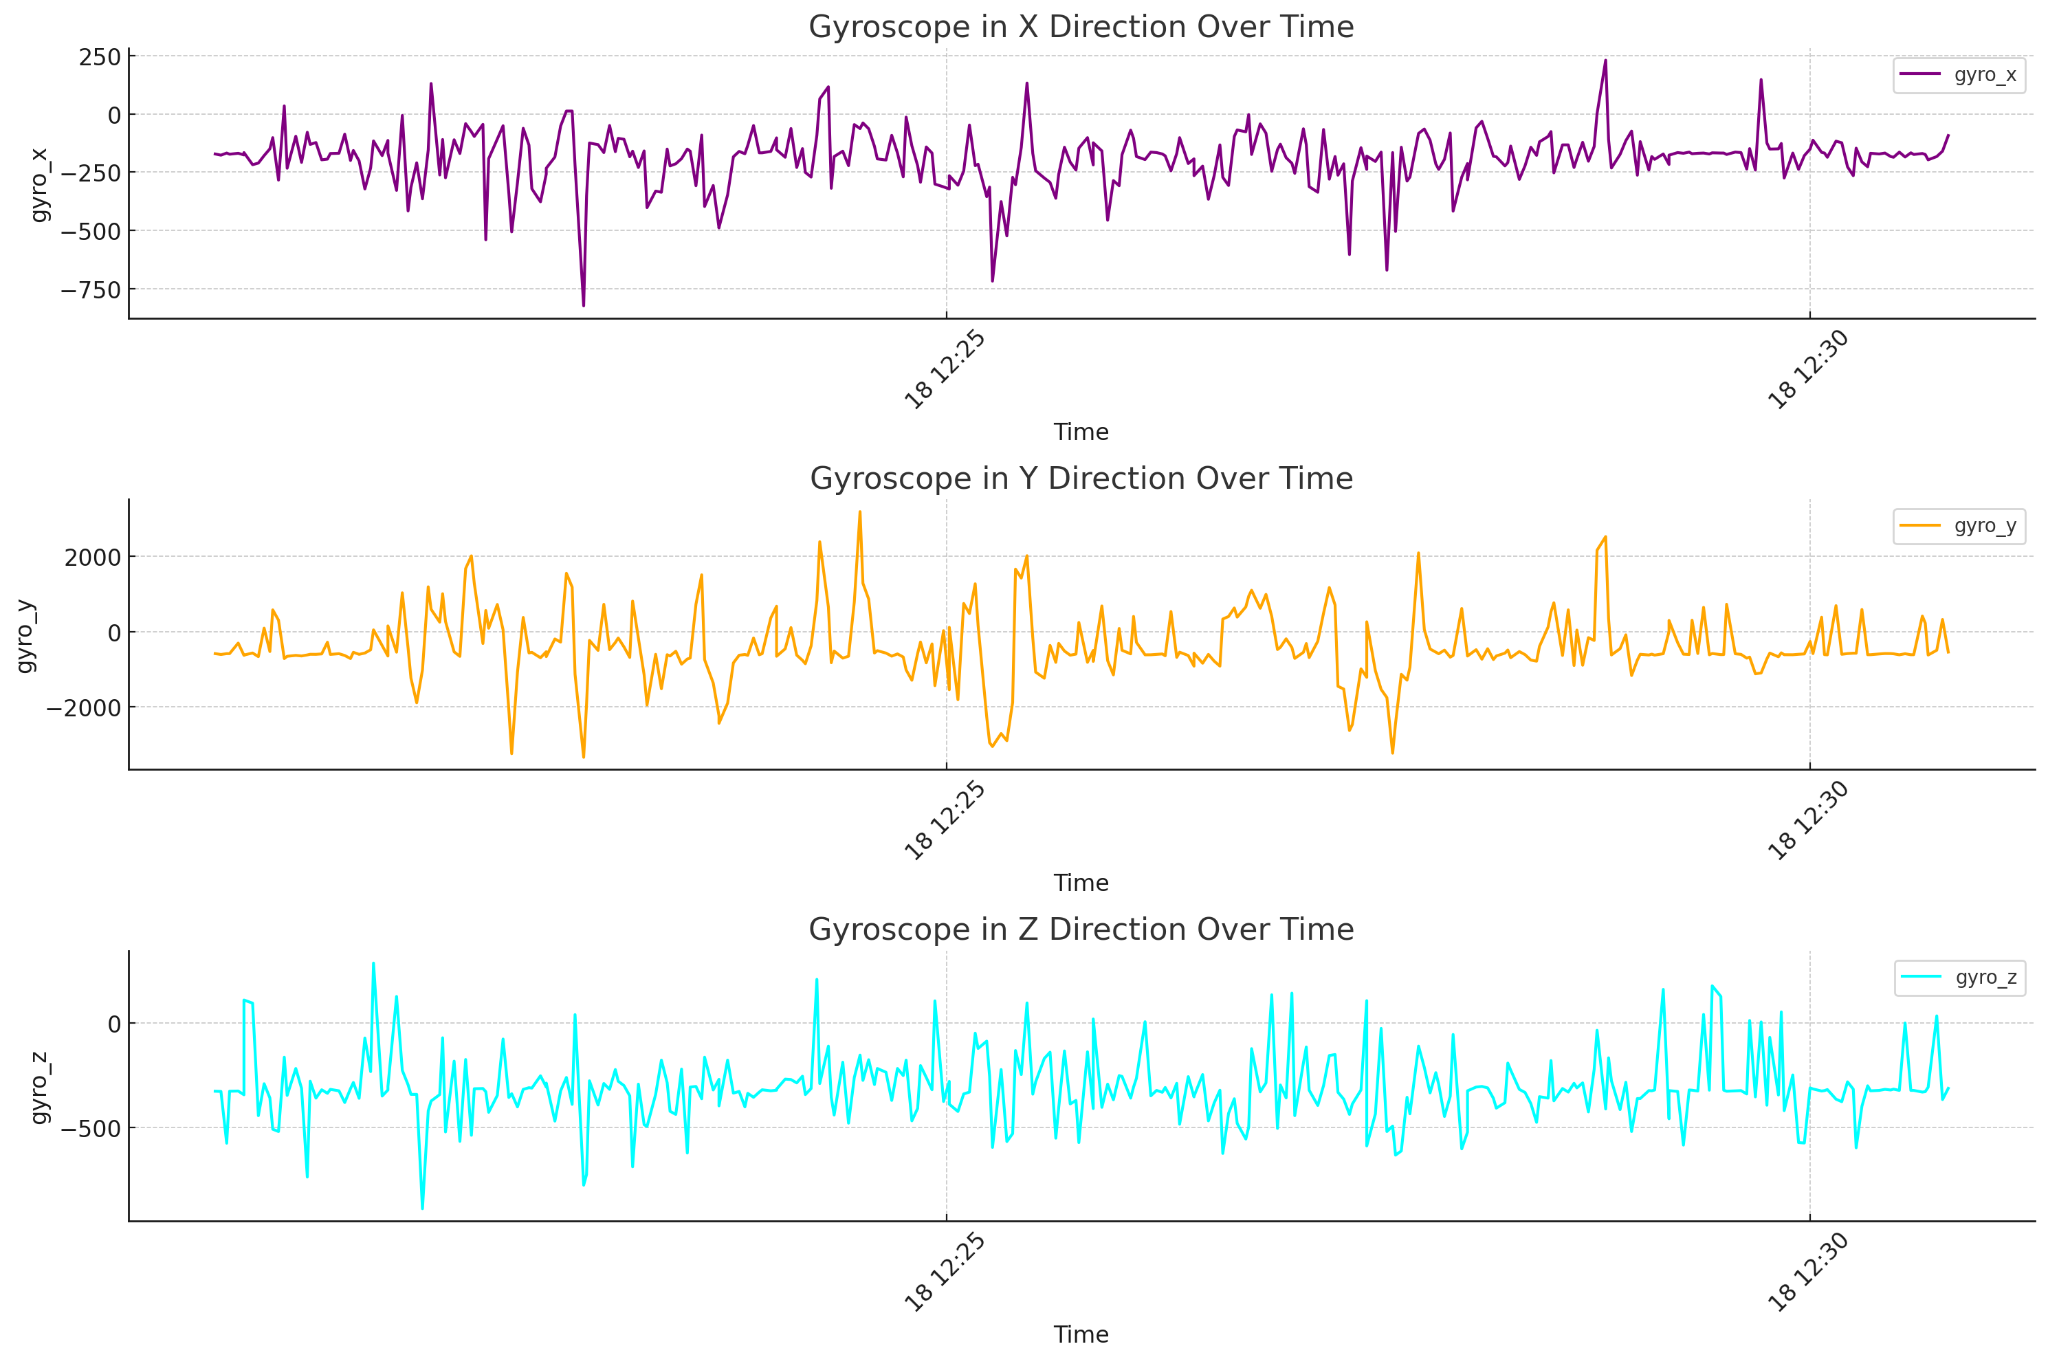 Gyroscope in X Direction Over Time
gyro_x
250
0
−250
−500
−750
gyro_x
18 12:25
18 12:30
Time
Gyroscope in Y Direction Over Time
gyro_y
2000
0
−2000
gyro_y
18 12:25
18 12:30
Time
Gyroscope in Z Direction Over Time
gyro_z
0
−500
gyro_z
18 12:25
18 12:30
Time